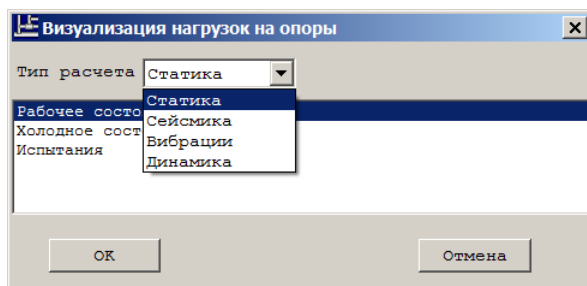 Визуализация нагрузок на опоры
Тип расчета Статика
Статика
Сейсмика
Вибрации
Динамика
Рабочее состо
Холодное сост
Испытания
OK
Отмена